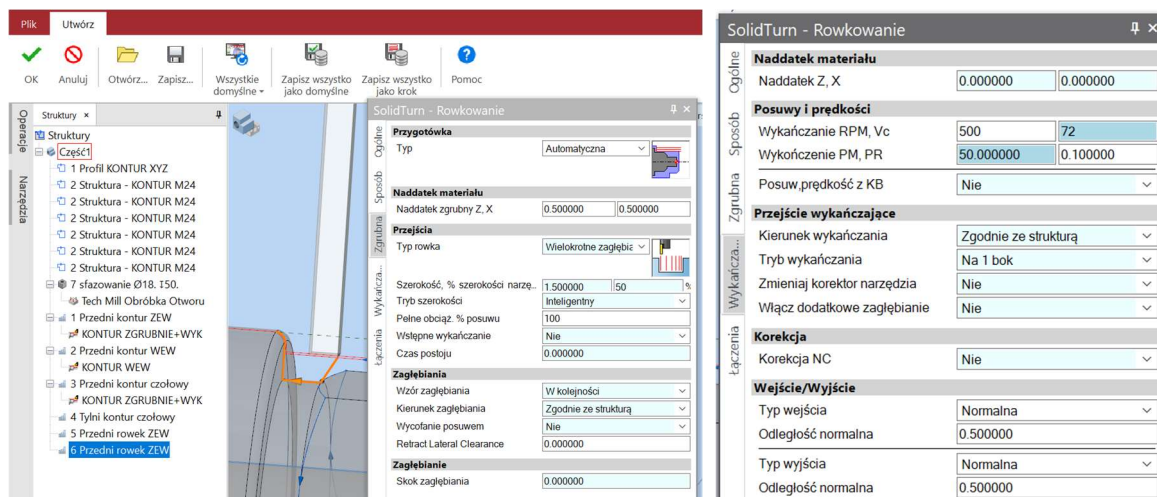 Plik Utwórz
OK Anuluj Otwórz... Zapisz... Wszystkie domyślne Zapisz wszystko jako domyślne Zapisz wszystko jako krok Pomoc
Operacje
Narzędzia
Struktury
Struktury
Część1
1 Profil KONTUR XYZ
2 Struktura - KONTUR M24
2 Struktura - KONTUR M24
2 Struktura - KONTUR M24
2 Struktura - KONTUR M24
2 Struktura - KONTUR M24
2 Struktura - KONTUR M24
7 sfazowanie Ø18. ↧50.
Tech Mill Obróbka Otworu
1 Przedni kontur ZEW
KONTUR ZGRUBNIE+WYK
2 Przedni kontur WEW
KONTUR WEW
3 Przedni kontur czołowy
KONTUR ZGRUBNIE+WYK
4 Tylni kontur czołowy
5 Przedni rowek ZEW
6 Przedni rowek ZEW
SolidTurn - Rowkowanie
Ogólne
Sposób
Zgrubna
Wykańcza...
Łączenia
Przygotówka
Typ Automatyczna
Naddatek materiału
Naddatek zgrubny Z, X 0.500000 0.500000
Przejścia
Typ rowka Wielokrotne zagłębia
Szerokość, % szerokości narzę.. 1.500000 50 %
Tryb szerokości Inteligentny
Pełne obciąż. % posuwu 100
Wstępne wykańczanie Nie
Czas postoju 0.000000
Zagłębiania
Wzór zagłębiania W kolejności
Kierunek zagłębiania Zgodnie ze strukturą
Wycofanie posuwem Nie
Retract Lateral Clearance 0.000000
Zagłębianie
Skok zagłębiania 0.000000
SolidTurn - Rowkowanie
Ogólne
Sposób
Zgrubna
Wykańcza...
Łączenia
Naddatek materiału
Naddatek Z, X 0.000000 0.000000
Posuwy i prędkości
Wykańczanie RPM, Vc 500 72
Wykończenie PM, PR 50.000000 0.100000
Posuw,prędkość z KB Nie
Przejście wykańczające
Kierunek wykańczania Zgodnie ze strukturą
Tryb wykańczania Na 1 bok
Zmieniaj korektor narzędzia Nie
Włącz dodatkowe zagłębianie Nie
Korekcja
Korekcja NC Nie
Wejście/Wyjście
Typ wejścia Normalna
Odległość normalna 0.500000
Typ wyjścia Normalna
Odległość normalna 0.500000